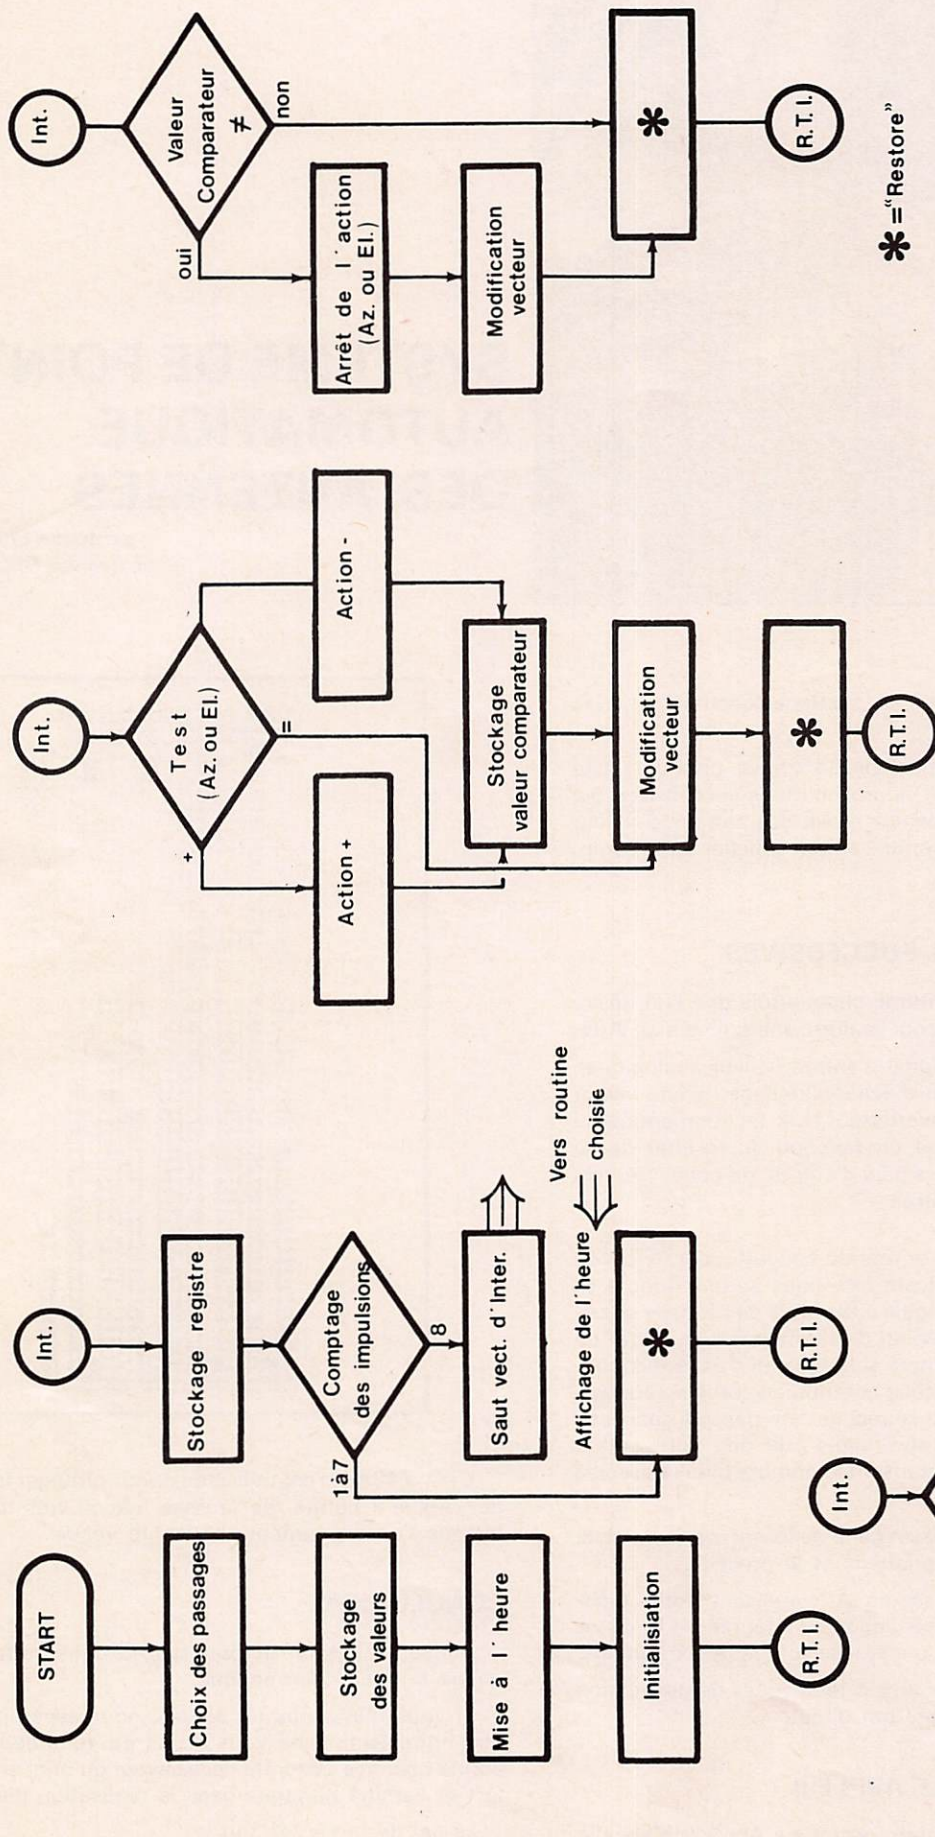 START
Choix des passages
Stockage
des valeurs
Mise à l'heure
Initialisiation
R.T.I.
Int.
Stockage registre
Comptage
des impulsions
1à7
8
Saut vect. d'Inter.
Vers routine
choisie
Affichage de l'heure
*
R.T.I.
Int.
Int.
Test
(Az. ou El.)
+
=
Action+
Action-
Stockage
valeur comparateur
Modification
vecteur
*
R.T.I.
Int.
Valeur
Comparateur
≠
oui
non
Arrêt de l'action
(Az. ou El.)
Modification
vecteur
*
R.T.I.
*="Restore"